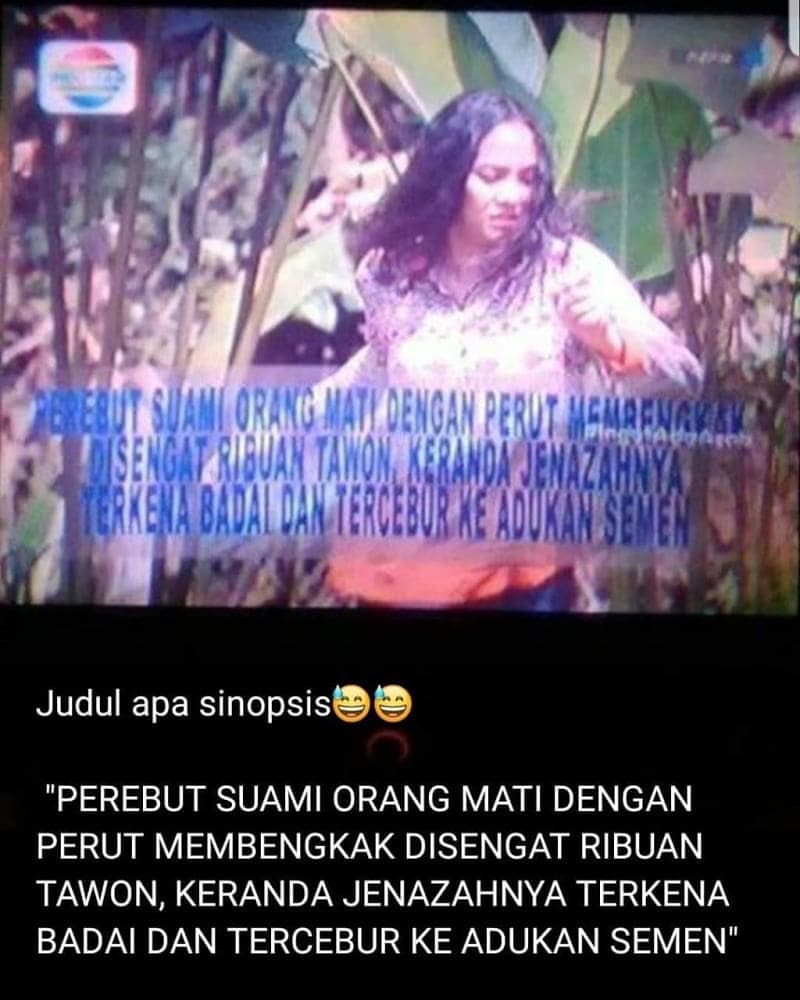 PEREBUT SUAMI ORANG MATI DENGAN PERUT MEMBENGKAK
DISENGAT RIBUAN TAWON, KERANDA JENAZAHNYA
TERKENA BADAI DAN TERCEBUR KE ADUKAN SEMEN
Judul apa sinopsis😅😅
"PEREBUT SUAMI ORANG MATI DENGAN
PERUT MEMBENGKAK DISENGAT RIBUAN
TAWON, KERANDA JENAZAHNYA TERKENA
BADAI DAN TERCEBUR KE ADUKAN SEMEN"